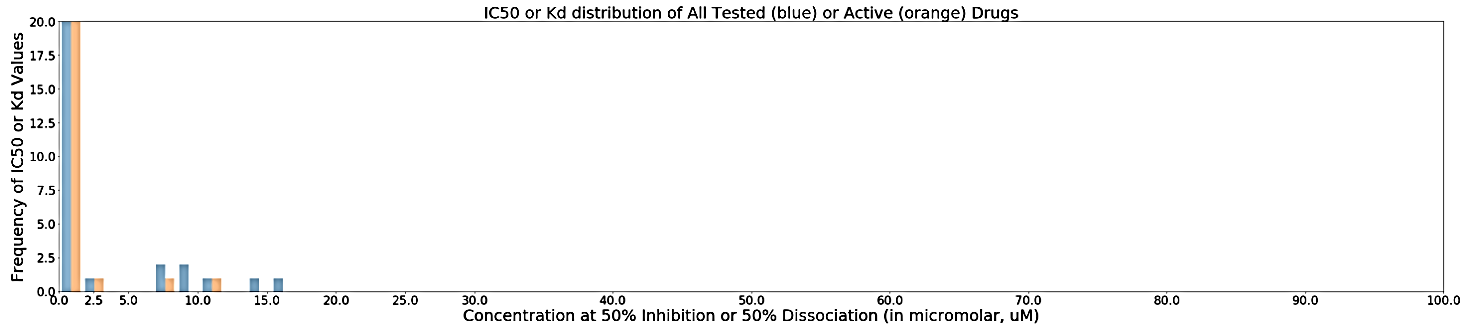 IC50 or Kd distribution of All Tested (blue) or Active (orange) Drugs
Frequency of IC50 or Kd Values
20.0
17.5
15.0
12.5
10.0
7.5
5.0
2.5
0.0
0.0 2.5 5.0 10.0 15.0 20.0 25.0 30.0 40.0 50.0 60.0 70.0 80.0 90.0 100.0
Concentration at 50% Inhibition or 50% Dissociation (in micromolar, uM)